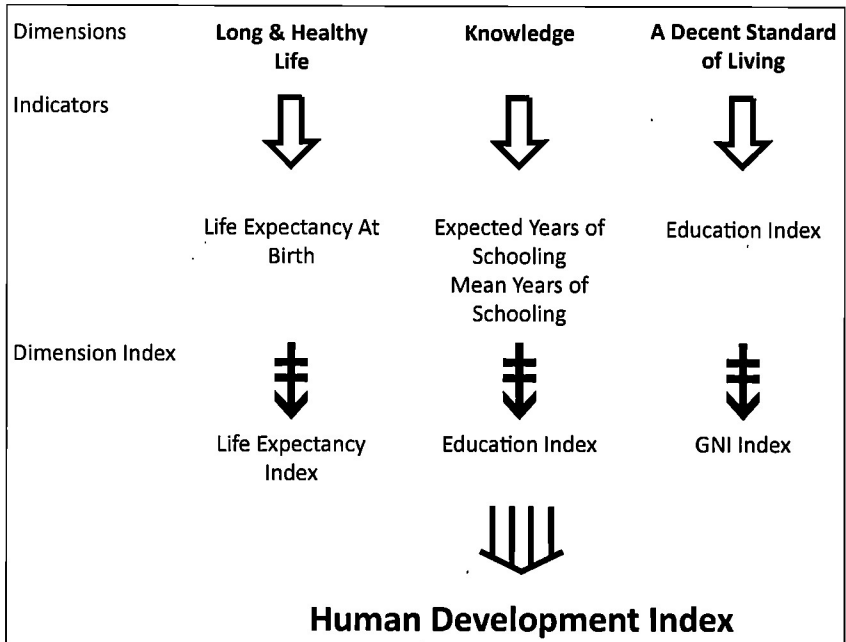 Dimensions
Long & Healthy
Life
Knowledge
A Decent Standard
of Living
Indicators
Life Expectancy At
Birth
Expected Years of
Schooling
Mean Years of
Schooling
Education Index
Dimension Index
Life Expectancy
Index
Education Index
GNI Index
Human Development Index